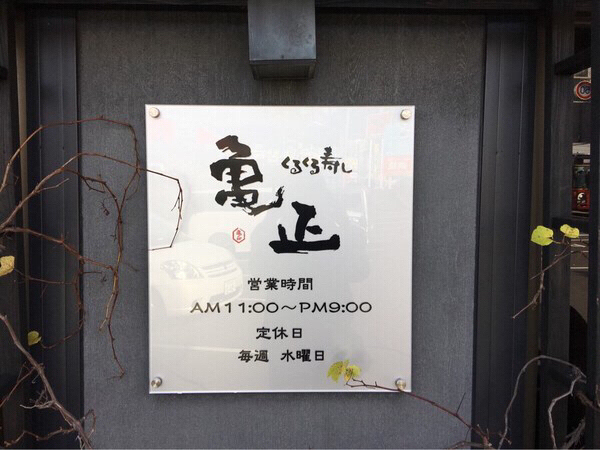 くるくる寿し
亀正
営業時間
AM11:00～PM9:00
定休日
毎週 水曜日